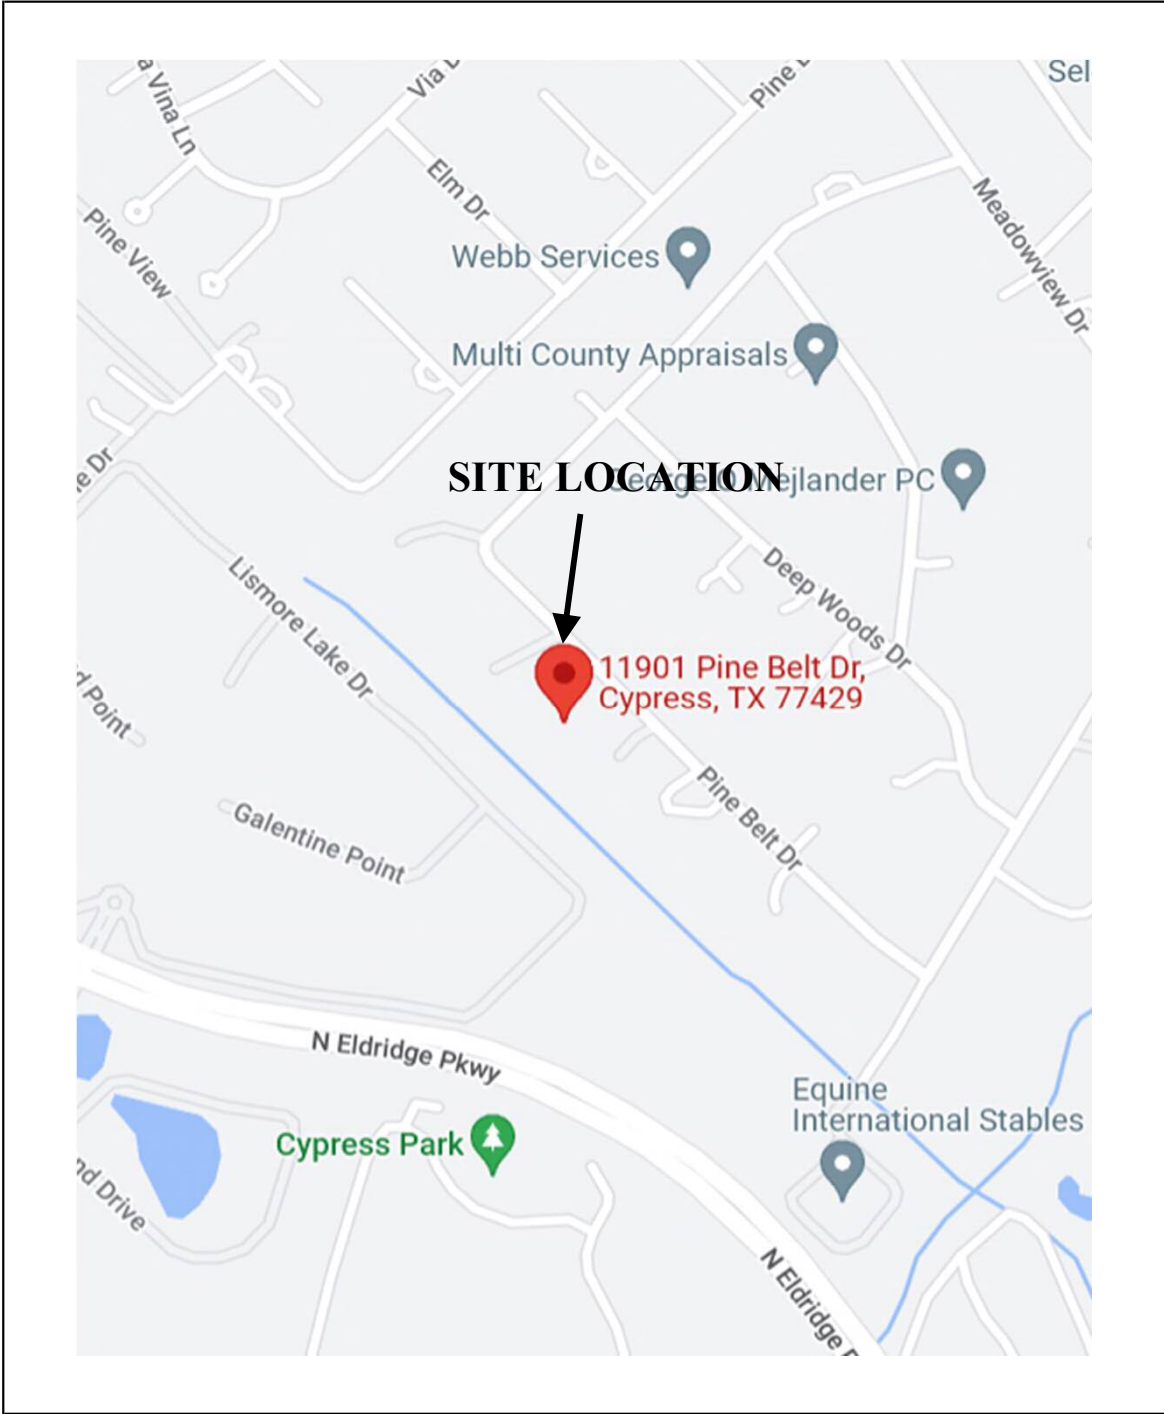 Sel
Vina Ln
Via
Pine
Elm Dr
Meadowview Dr
Pine View
Webb Services
Multi County Appraisals
SITE LOCATION
Mejlander PC
Dr
Deep Woods Dr
Lismore Lake Dr
11901 Pine Belt Dr,
Cypress, TX 77429
Point
Pine Belt Dr
Galentine Point
N Eldridge Pkwy
Equine
International Stables
Cypress Park
Drive
N Eldridge